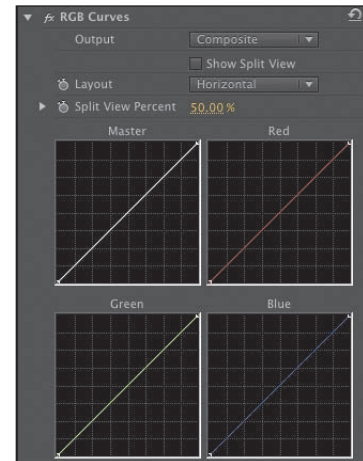 fx RGB Curves
Output Composite
Show Split View
Layout Horizontal
Split View Percent 50.00 %
Master Red
Green Blue